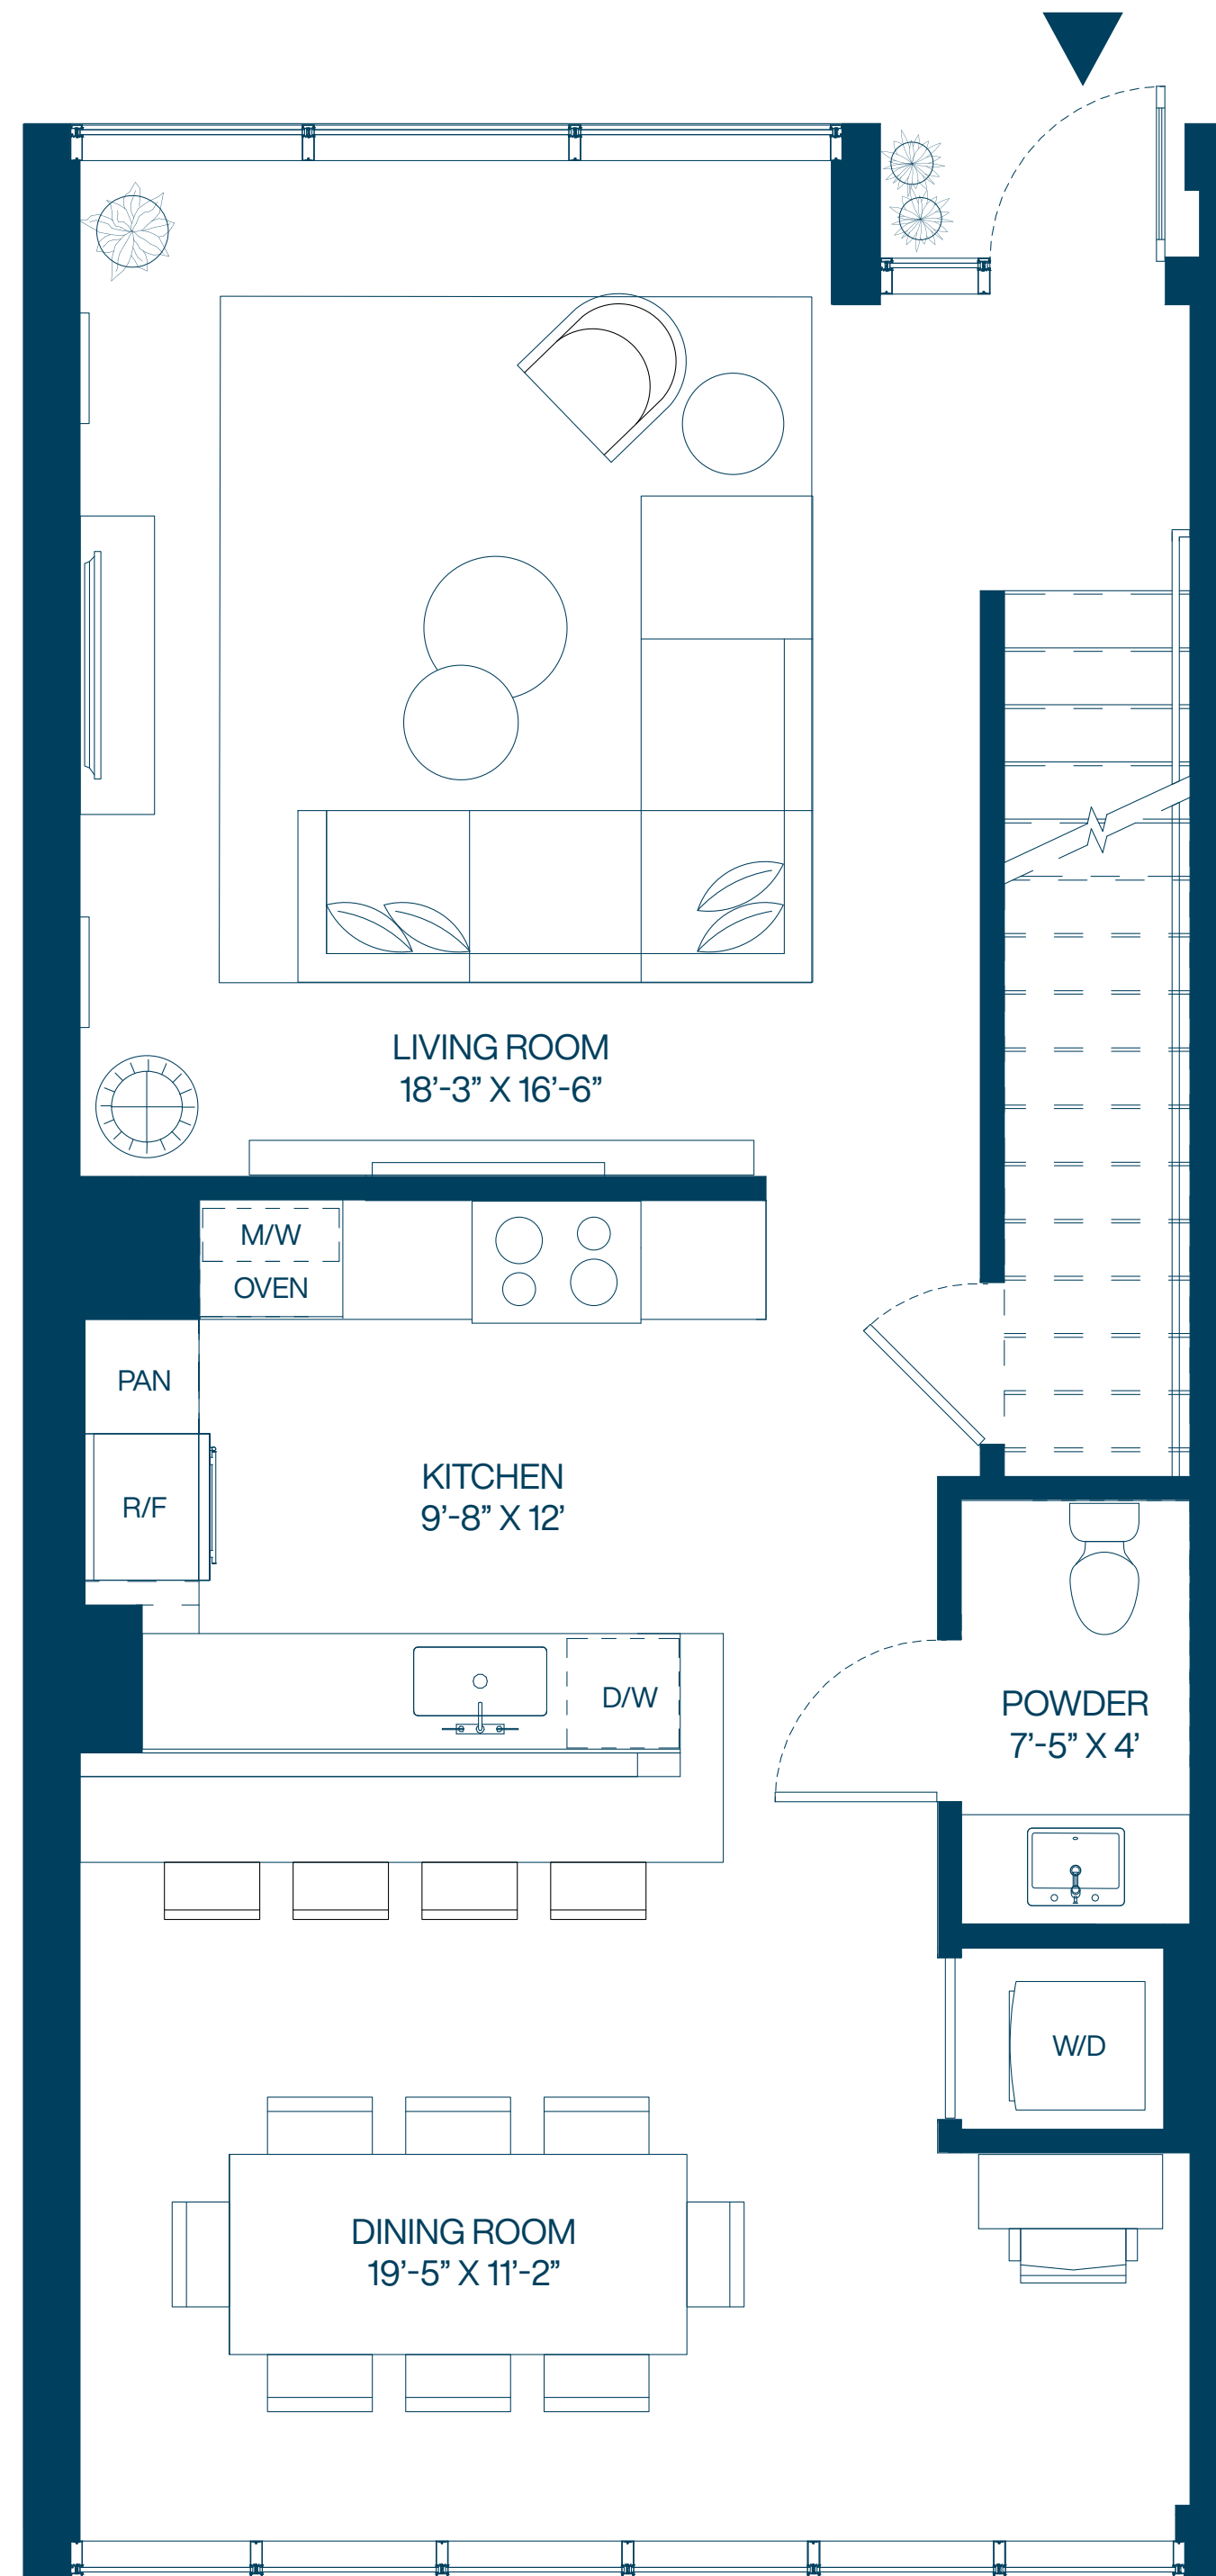 LIVING ROOM
18’-3” X 16’-6”
M/W
OVEN
PAN
R/F
KITCHEN
9’-8” X 12’
D/W
POWDER
7’-5” X 4’
W/D
DINING ROOM
19’-5” X 11’-2”